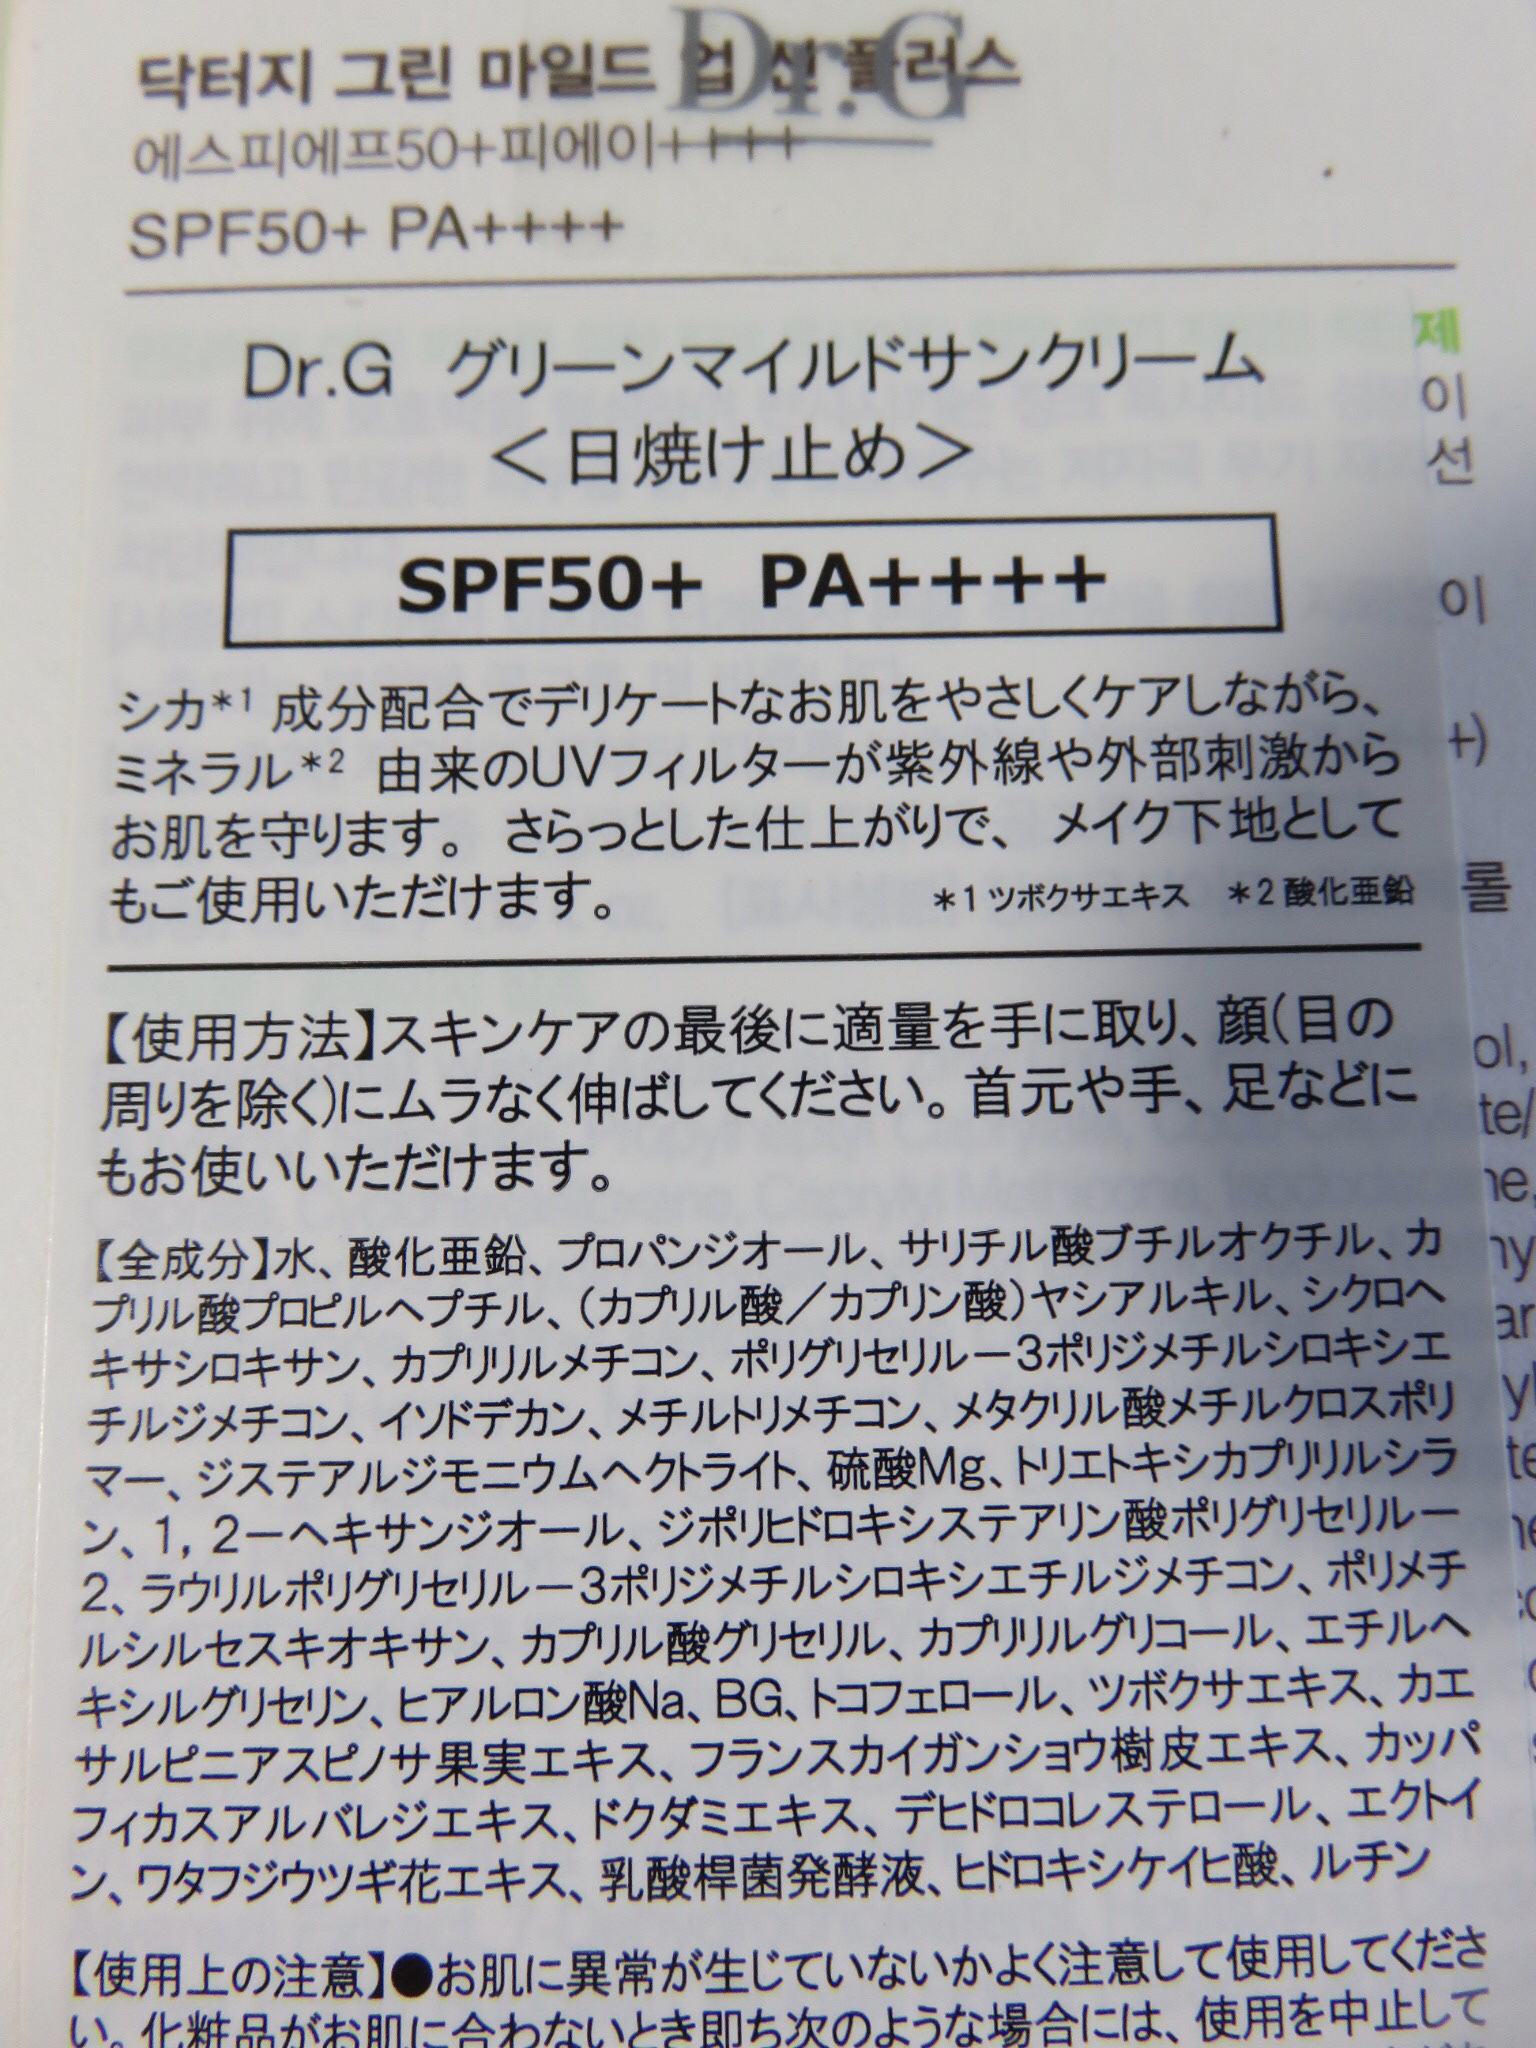 닥터지 그린 마일드 업 선 플러스
Dr.G
에스피에프50+피에이++++
SPF50+ PA++++
Dr.G グリーンマイルドサンクリーム
＜日焼け止め＞
SPF50+ PA++++
シカ*1 成分配合でデリケートなお肌をやさしくケアしながら、
ミネラル*2 由来のUVフィルターが紫外線や外部刺激から
お肌を守ります。 さらっとした仕上がりで、 メイク下地として
もご使用いただけます。 *1 ツボクサエキス *2 酸化亜鉛
【使用方法】スキンケアの最後に適量を手に取り、顔(目の
周りを除く)にムラなく伸ばしてください。首元や手、足などに
もお使いいただけます。
【全成分】水、酸化亜鉛、プロパンジオール、サリチル酸ブチルオクチル、カ
プリル酸プロピルヘプチル、（カプリル酸／カプリン酸）ヤシアルキル、シクロヘ
キサシロキサン、カプリリルメチコン、ポリグリセリル－3ポリジメチルシロキシエ
チルジメチコン、イソドデカン、メチルトリメチコン、メタクリル酸メチルクロスポリ
マー、ジステアルジモニウムヘクトライト、硫酸Mg、トリエトキシカプリリルシラ
ン、1，2－ヘキサンジオール、ジポリヒドロキシステアリン酸ポリグリセリル－
2、ラウリルポリグリセリル－3ポリジメチルシロキシエチルジメチコン、ポリメチ
ルシルセスキオキサン、カプリル酸グリセリル、カプリリルグリコール、エチルヘ
キシルグリセリン、ヒアルロン酸Na、BG、トコフェロール、ツボクサエキス、カエ
サルピニアスピノサ果実エキス、フランスカイガンショウ樹皮エキス、カッパ
フィカスアルバレジエキス、ドクダミエキス、デヒドロコレステロール、エクトイ
ン、ワタフジウツギ花エキス、乳酸桿菌発酵液、ヒドロキシケイヒ酸、ルチン
【使用上の注意】●お肌に異常が生じていないかよく注意して使用してくださ
い。化粧品がお肌に合わないとき即ち次のような場合には、使用を中止して
제
이
선
이
+)
롤
ol,
te/